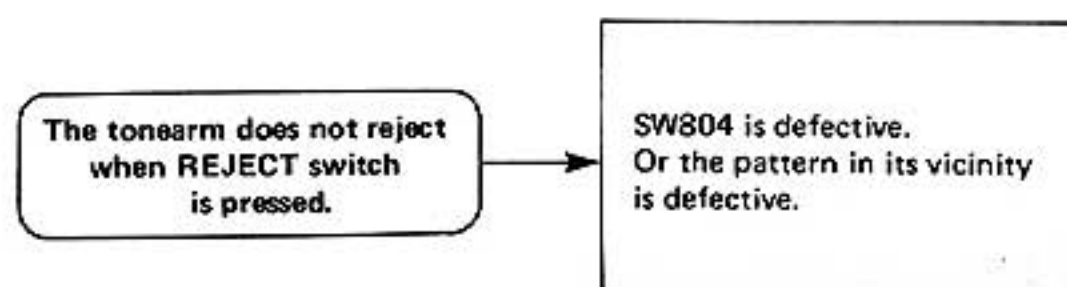 The tonearm does not reject
when REJECT switch
is pressed.
SW804 is defective.
Or the pattern in its vicinity
is defective.